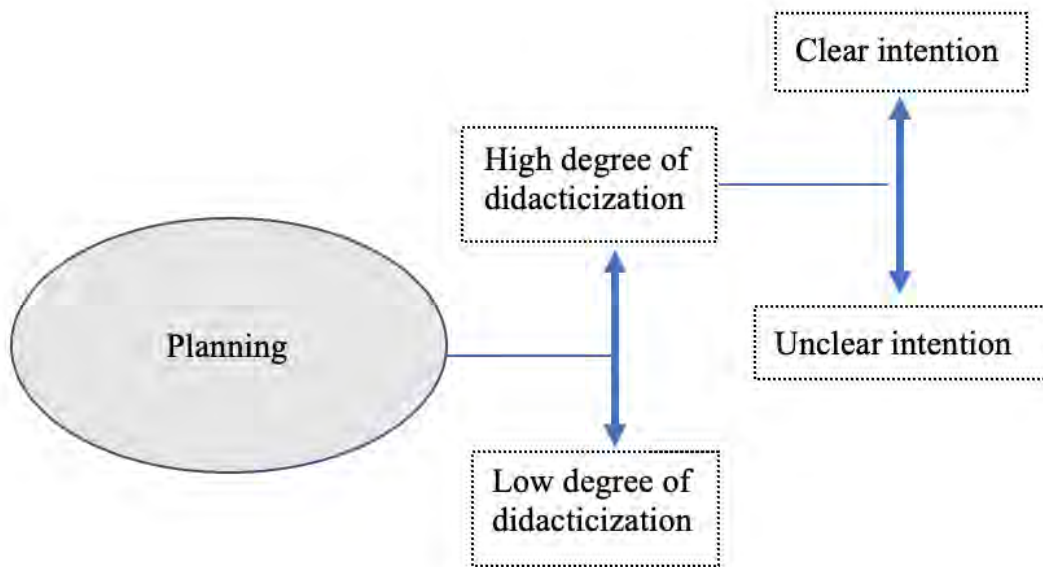 Clear intention
High degree of
didacticization
Planning
Unclear intention
Low degree of
didacticization